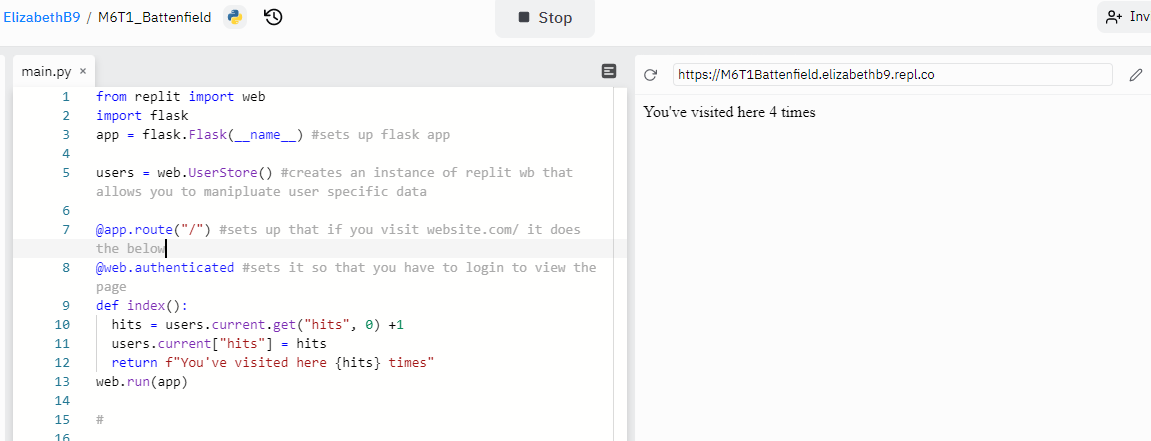 ElizabethB9 / M6T1_Battenfield
Stop
Inv
main.py ×
https://M6T1Battenfield.elizabethb9.repl.co
You've visited here 4 times
1 from replit import web
2 import flask
3 app = flask.Flask(__name__) #sets up flask app
4
5 users = web.UserStore() #creates an instance of replit wb that
allows you to manipluate user specific data
6
7 @app.route("/") #sets up that if you visit website.com/ it does
the below
8 @web.authenticated #sets it so that you have to login to view the
page
9 def index():
10 hits = users.current.get("hits", 0) +1
11 users.current["hits"] = hits
12 return f"You've visited here {hits} times"
13 web.run(app)
14
15 #
16